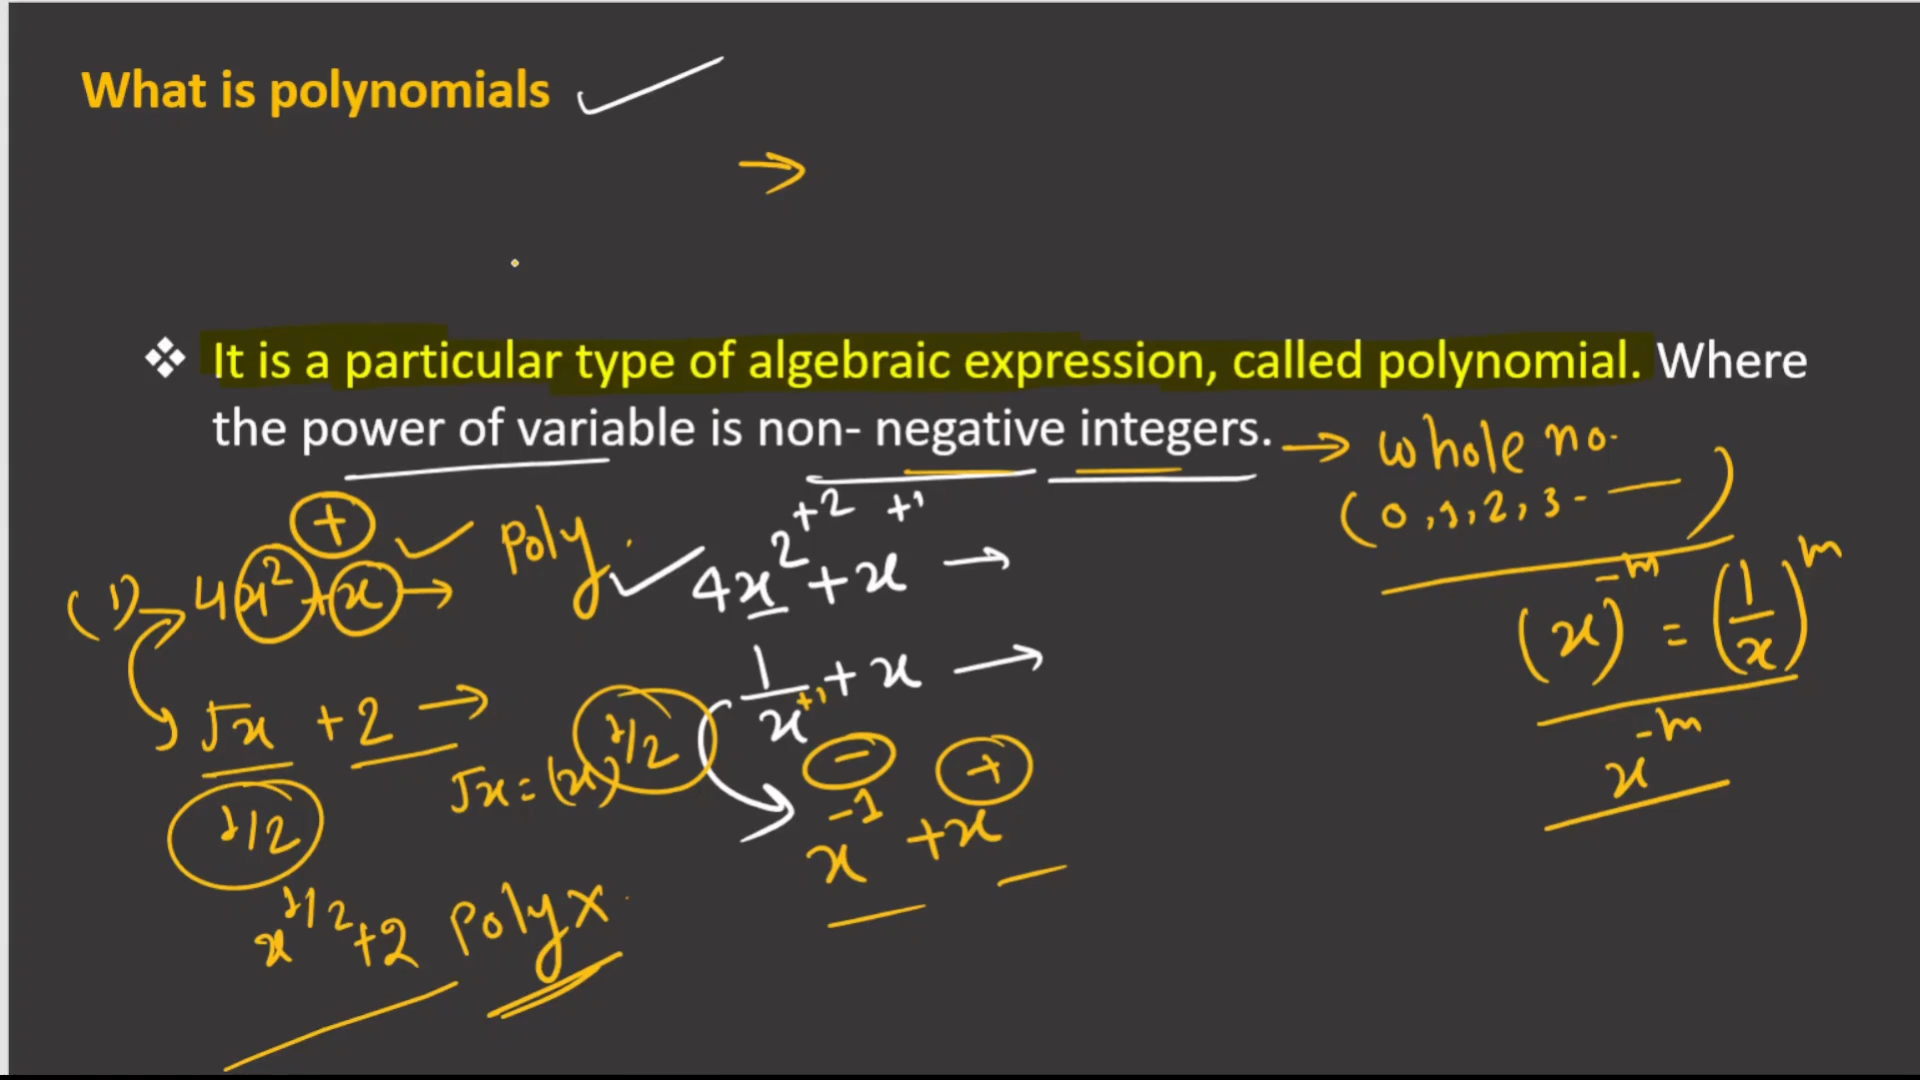 What is polynomials ✓
→
❖ It is a particular type of algebraic expression, called polynomial. Where
the power of variable is non- negative integers. → whole no.
(0,1,2,3- —)
(1) → 4x² + x → ✓ poly.
+
√x + 2 →
1/2
√x = (x)^1/2
x^1/2 + 2 Poly x
✓ 4x² + x →
+2 +1
1/x^+1 + x →
- +
x^-1 + x
(x)^-m = (1/x)^m
x^-m